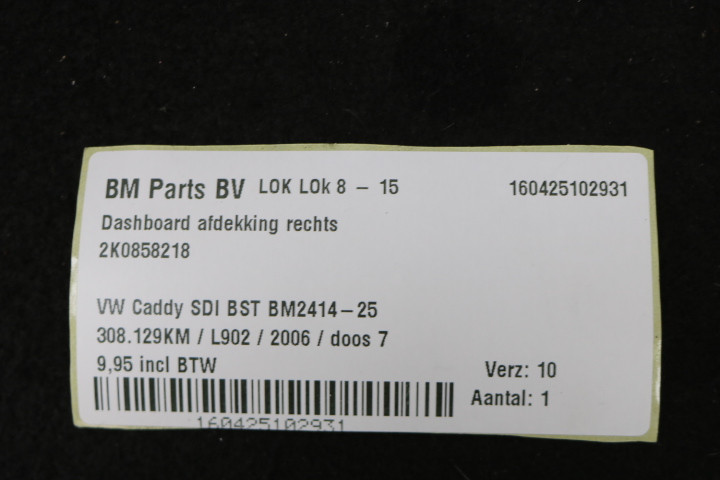 BM Parts BV LOK LOk 8 - 15 160425102931
Dashboard afdekking rechts
2K0858218
VW Caddy SDI BST BM2414-25
308.129KM / L902 / 2006 / doos 7
9,95 incl BTW
Verz: 10
Aantal: 1
160425102931